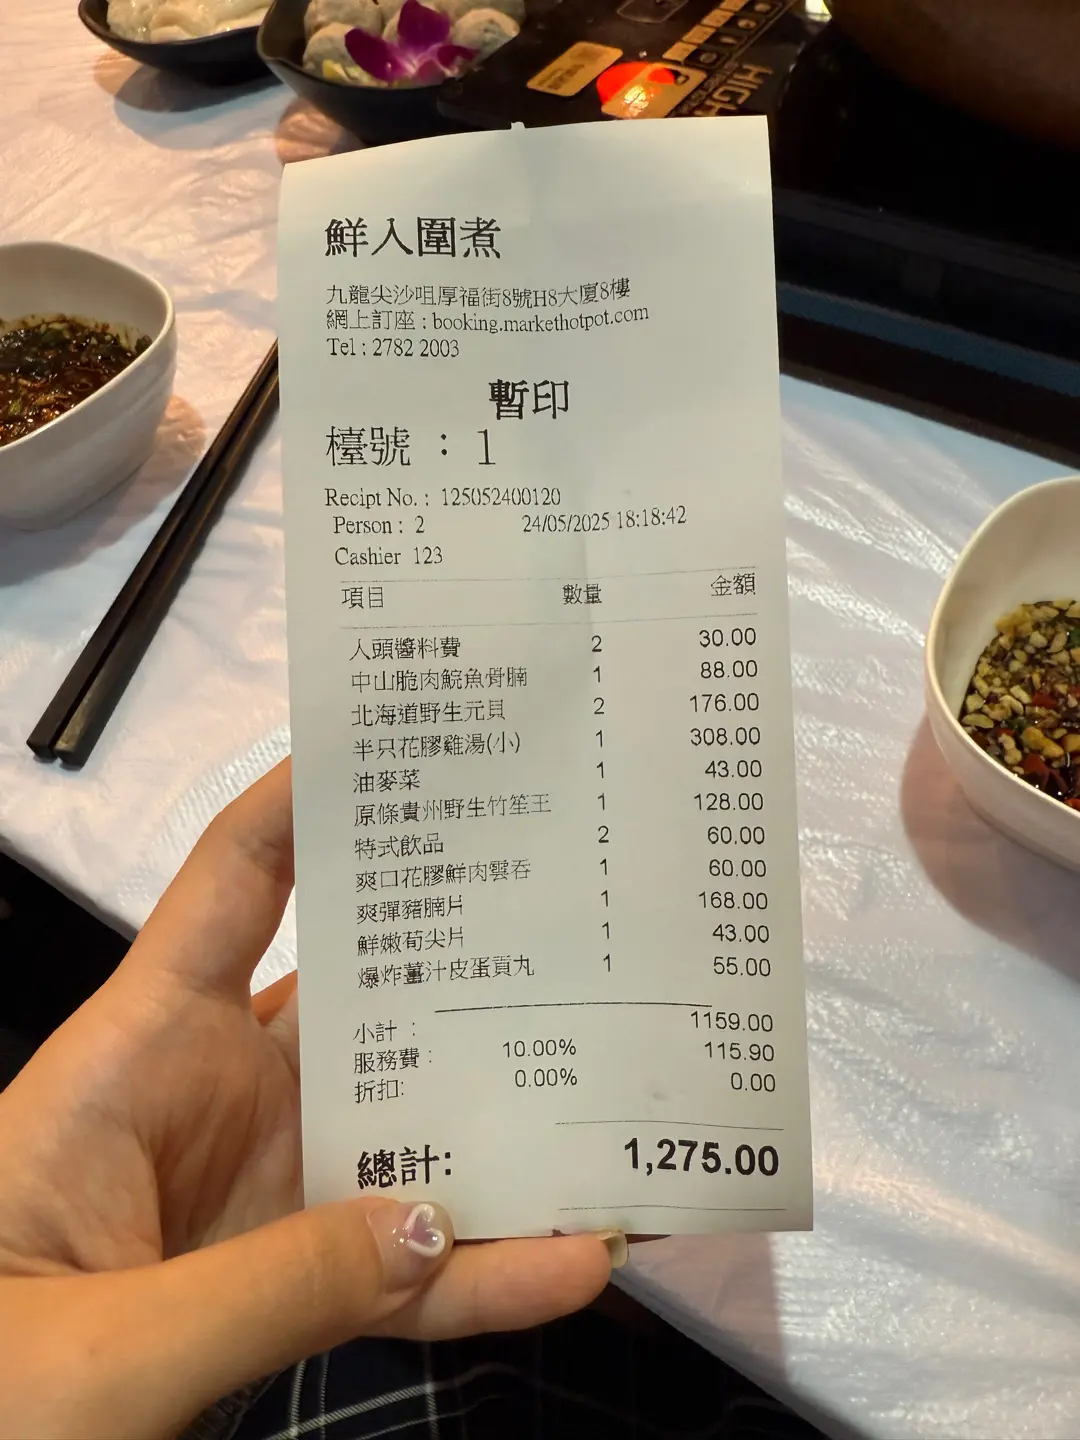 HIGH
鮮入圍煮
九龍尖沙咀厚福街8號H8大廈8樓
網上訂座 : booking.markethotpot.com
Tel : 2782 2003
暫印
檯號 : 1
Recipt No. : 125052400120
Person : 2 24/05/2025 18:18:42
Cashier 123
項目 數量 金額
人頭醬料費 2 30.00
中山脆肉鯇魚骨腩 1 88.00
北海道野生元貝 2 176.00
半只花膠雞湯(小) 1 308.00
油麥菜 1 43.00
原條貴州野生竹笙王 1 128.00
特式飲品 2 60.00
爽口花膠鮮肉雲吞 1 60.00
爽彈豬腩片 1 168.00
鮮嫩荀尖片 1 43.00
爆炸薑汁皮蛋貢丸 1 55.00
小計 : 1159.00
服務費 : 10.00% 115.90
折扣: 0.00% 0.00
總計: 1,275.00